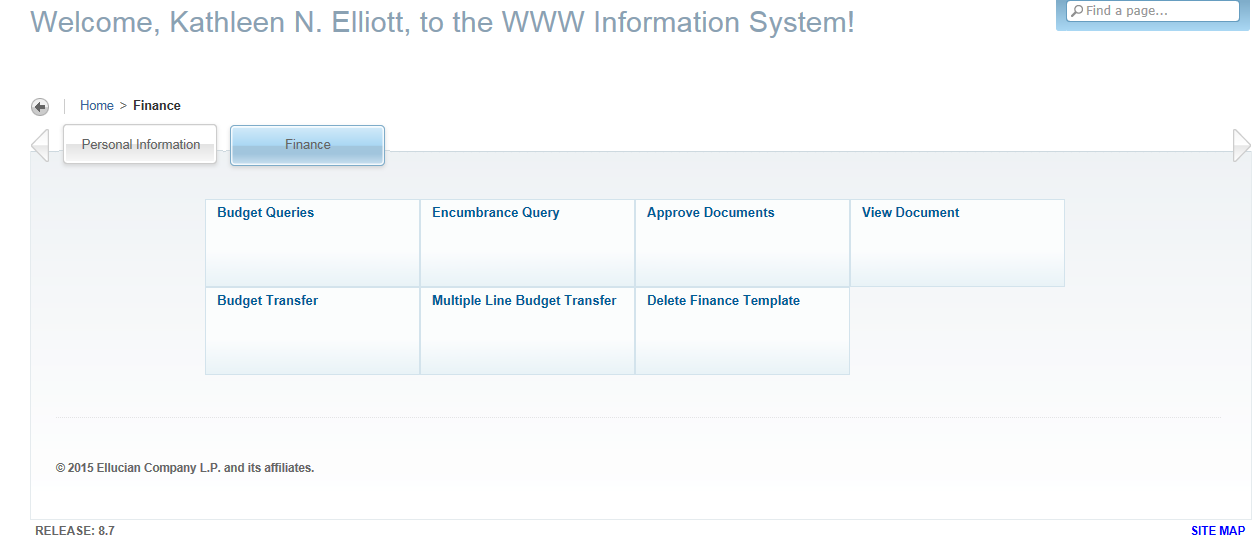 Welcome, Kathleen N. Elliott, to the WWW Information System!
Find a page...
Home > Finance
Personal Information
Finance
Budget Queries
Encumbrance Query
Approve Documents
View Document
Budget Transfer
Multiple Line Budget Transfer
Delete Finance Template
© 2015 Ellucian Company L.P. and its affiliates.
RELEASE: 8.7
SITE MAP